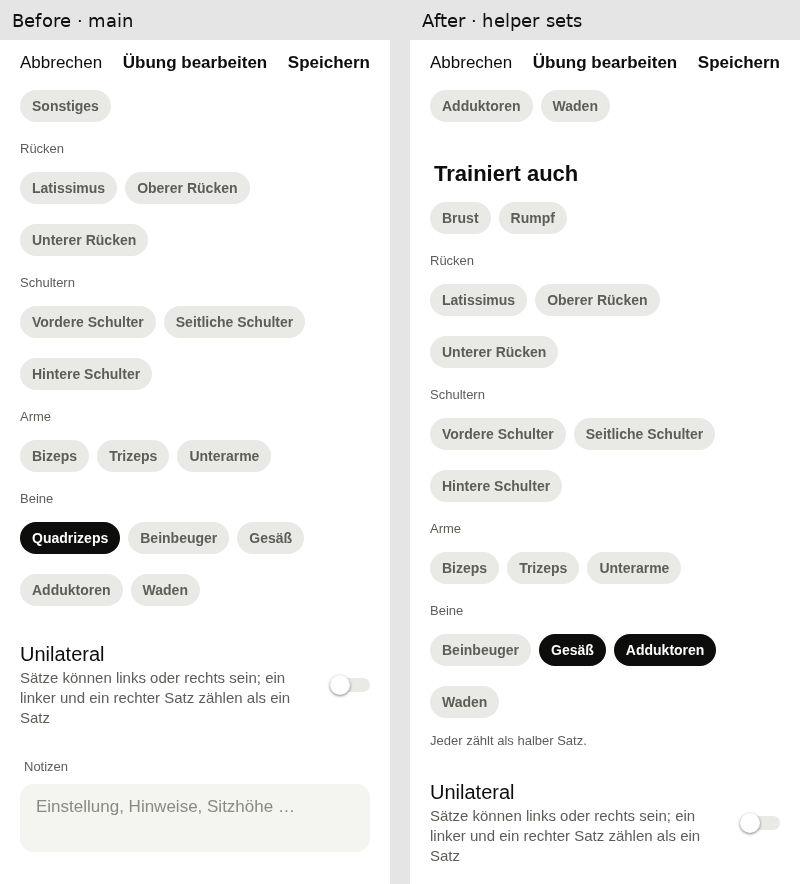 Before · main
Abbrechen Übung bearbeiten Speichern
Sonstiges
Rücken
Latissimus Oberer Rücken
Unterer Rücken
Schultern
Vordere Schulter Seitliche Schulter
Hintere Schulter
Arme
Bizeps Trizeps Unterarme
Beine
Quadrizeps Beinbeuger Gesäß
Adduktoren Waden
Unilateral
Sätze können links oder rechts sein; ein
linker und ein rechter Satz zählen als ein
Satz
Notizen
Einstellung, Hinweise, Sitzhöhe …
After · helper sets
Abbrechen Übung bearbeiten Speichern
Adduktoren Waden
Trainiert auch
Brust Rumpf
Rücken
Latissimus Oberer Rücken
Unterer Rücken
Schultern
Vordere Schulter Seitliche Schulter
Hintere Schulter
Arme
Bizeps Trizeps Unterarme
Beine
Beinbeuger Gesäß Adduktoren
Waden
Jeder zählt als halber Satz.
Unilateral
Sätze können links oder rechts sein; ein
linker und ein rechter Satz zählen als ein
Satz